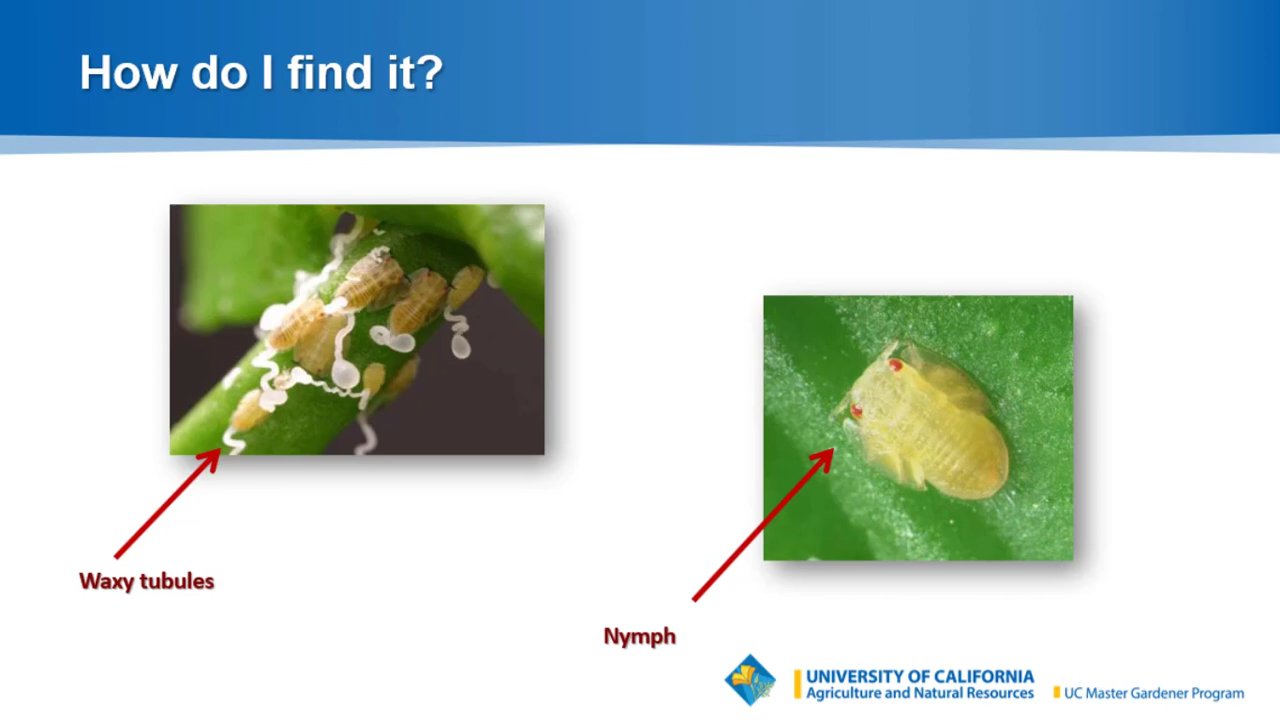 How do I find it?
Waxy tubules
Nymph
UNIVERSITY OF CALIFORNIA
Agriculture and Natural Resources
UC Master Gardener Program